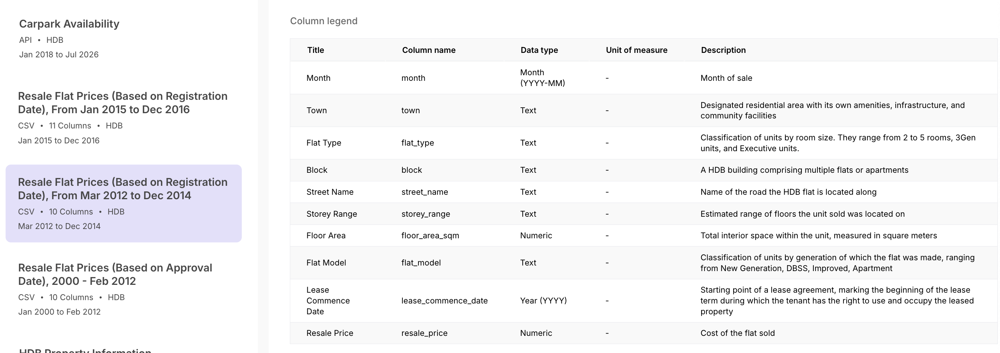 Carpark Availability
API • HDB
Jan 2018 to Jul 2026
Resale Flat Prices (Based on Registration
Date), From Jan 2015 to Dec 2016
CSV • 11 Columns • HDB
Jan 2015 to Dec 2016
Resale Flat Prices (Based on Registration
Date), From Mar 2012 to Dec 2014
CSV • 10 Columns • HDB
Mar 2012 to Dec 2014
Resale Flat Prices (Based on Approval
Date), 2000 - Feb 2012
CSV • 10 Columns • HDB
Jan 2000 to Feb 2012
HDB Property Information
Column legend
Title Column name Data type Unit of measure Description
Month month Month (YYYY-MM) - Month of sale
Town town Text - Designated residential area with its own amenities, infrastructure, and
community facilities
Flat Type flat_type Text - Classification of units by room size. They range from 2 to 5 rooms, 3Gen
units, and Executive units.
Block block Text - A HDB building comprising multiple flats or apartments
Street Name street_name Text - Name of the road the HDB flat is located along
Storey Range storey_range Text - Estimated range of floors the unit sold was located on
Floor Area floor_area_sqm Numeric - Total interior space within the unit, measured in square meters
Flat Model flat_model Text - Classification of units by generation of which the flat was made, ranging
from New Generation, DBSS, Improved, Apartment
Lease Commence Date lease_commence_date Year (YYYY) - Starting point of a lease agreement, marking the beginning of the lease
term during which the tenant has the right to use and occupy the leased
property
Resale Price resale_price Numeric - Cost of the flat sold